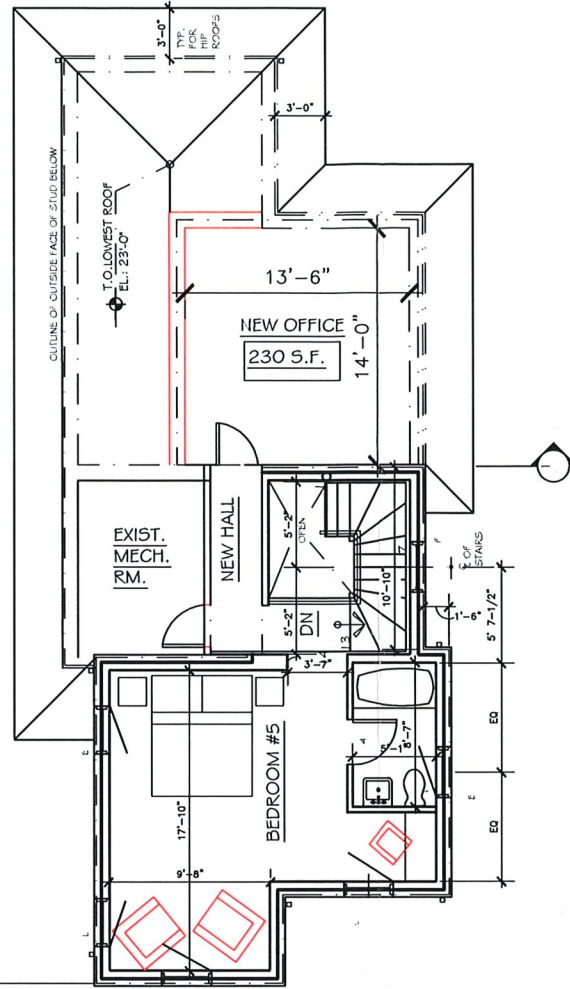 3'-0"
TYP.
FOR
HIP
ROOFS
OUTLINE OF OUTSIDE FACE OF STUD BELOW
T.O.LOWEST ROOF
EL.: 23'-0"
3'-0"
13'-6"
NEW OFFICE
230 S.F.
14'-0"
EXIST.
MECH.
RM.
NEW HALL
5'-2"
OPEN
5'-2"
DN
10'-10"
17
13
3'-7"
℄ OF
STAIRS
1'-6"
5' 7-1/2"
BEDROOM #5
17'-10"
9'-8"
5'-1"
8'-7"
EQ
EQ